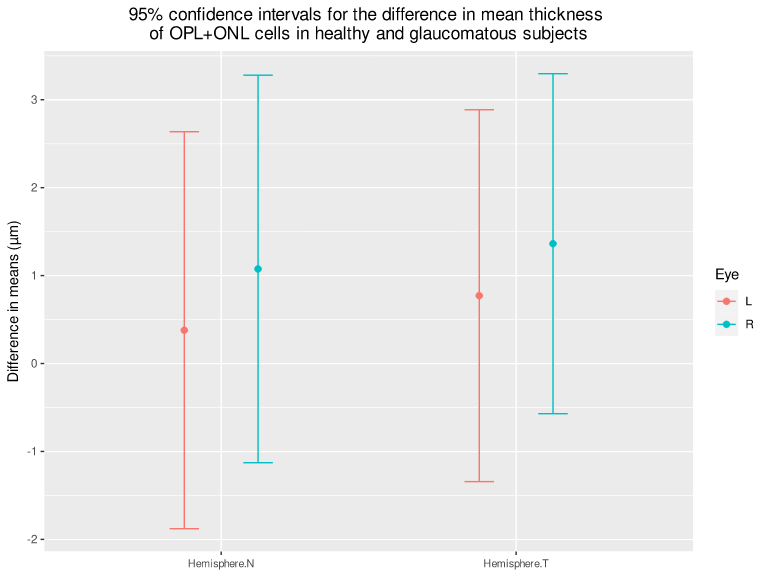 95% confidence intervals for the difference in mean thickness
of OPL+ONL cells in healthy and glaucomatous subjects
Difference in means (µm)
3
2
1
0
-1
-2
Hemisphere.N
Hemisphere.T
Eye
L
R